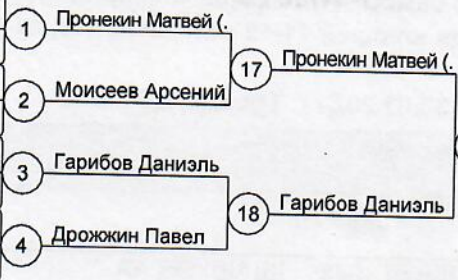 1 Пронекин Матвей (.
17 Пронекин Матвей (.
2 Моисеев Арсений
3 Гарибов Даниэль
18 Гарибов Даниэль
4 Дрожжин Павел